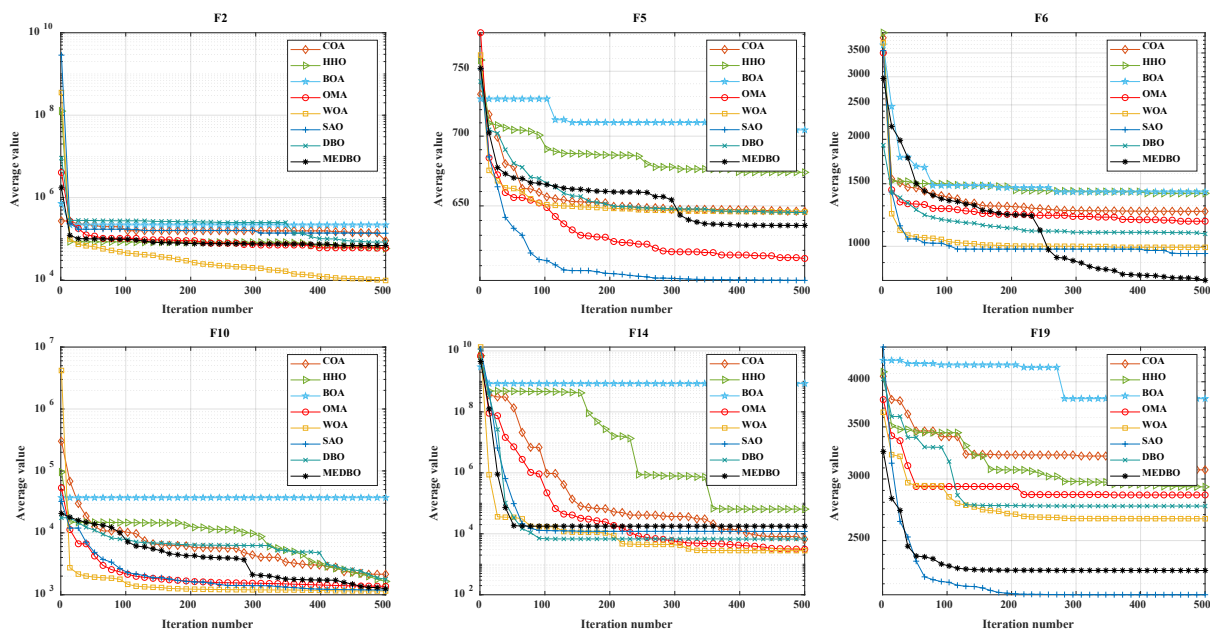 F2
10^10
10^8
10^6
10^4
0
100
200
300
400
500
Average value
Iteration number
COA
HHO
BOA
OMA
WOA
SAO
DBO
MEDBO
F5
750
700
650
0
100
200
300
400
500
Average value
Iteration number
COA
HHO
BOA
OMA
WOA
SAO
DBO
MEDBO
F6
3500
3000
2500
2000
1500
1000
0
100
200
300
400
500
Average value
Iteration number
COA
HHO
BOA
OMA
WOA
SAO
DBO
MEDBO
F10
10^7
10^6
10^5
10^4
10^3
0
100
200
300
400
500
Average value
Iteration number
COA
HHO
BOA
OMA
WOA
SAO
DBO
MEDBO
F14
10^10
10^8
10^6
10^4
10^2
0
100
200
300
400
500
Average value
Iteration number
COA
HHO
BOA
OMA
WOA
SAO
DBO
MEDBO
F19
4000
3500
3000
2500
0
100
200
300
400
500
Average value
Iteration number
COA
HHO
BOA
OMA
WOA
SAO
DBO
MEDBO